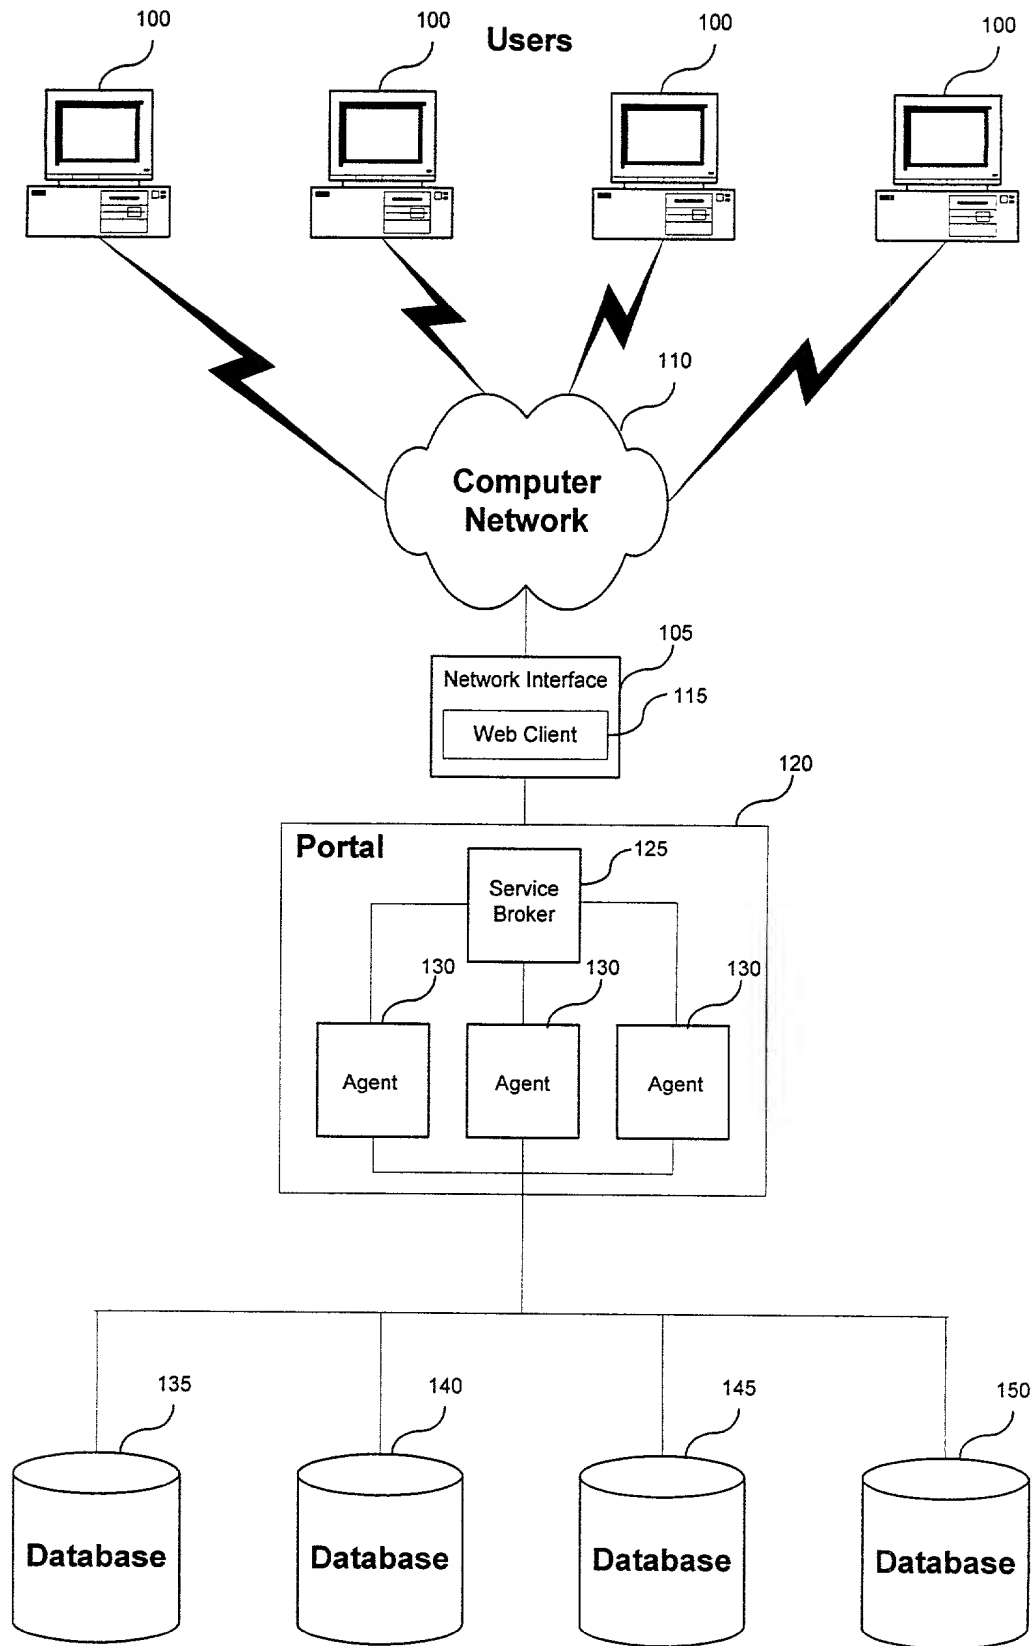 100
100
Users
100
100
110
Computer
Network
105
Network Interface
115
Web Client
120
Portal
125
Service
Broker
130
130
130
Agent
Agent
Agent
135
140
145
150
Database
Database
Database
Database